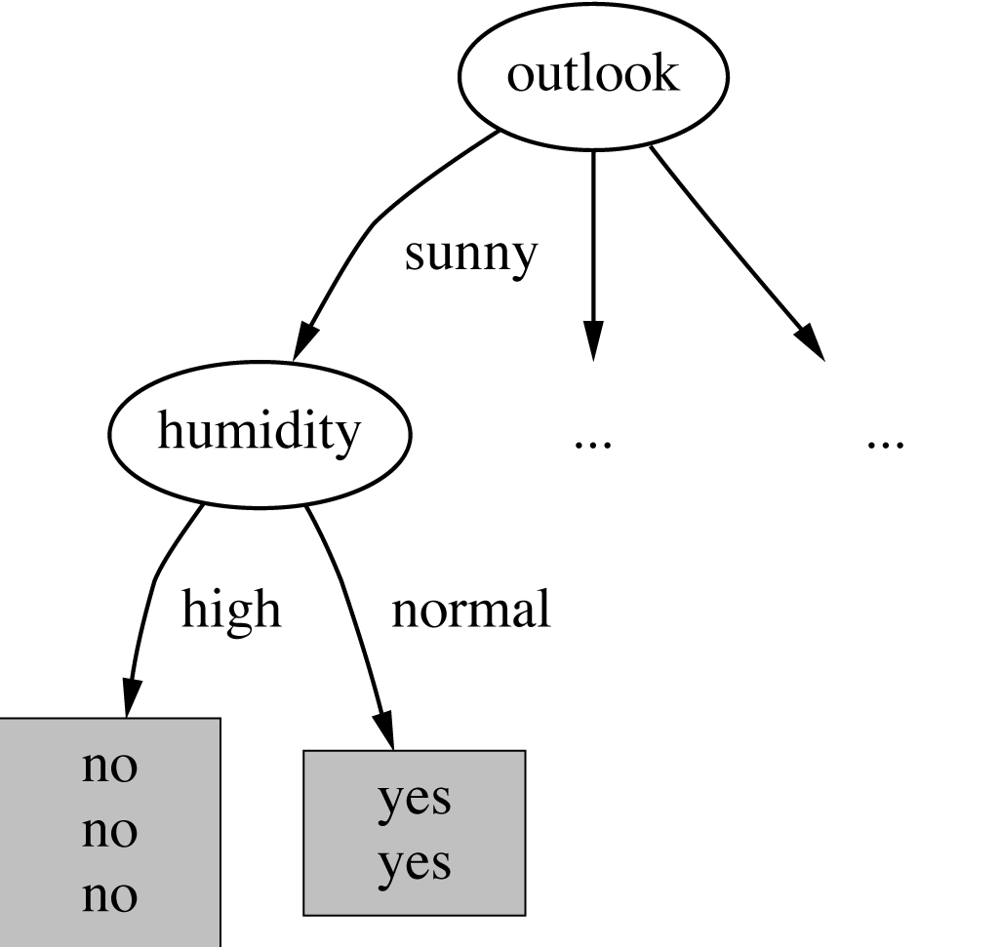 outlook
sunny
humidity
...
...
high
normal
no
no
no
yes
yes